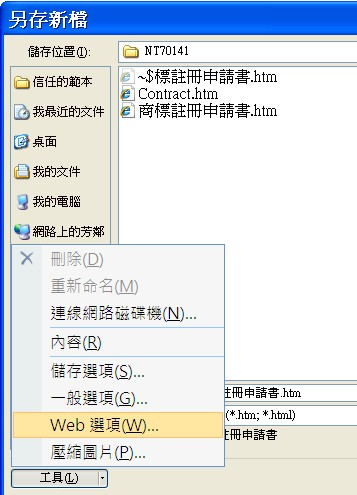 另存新檔
儲存位置(I):
NT70141
信任的範本
我最近的文件
桌面
我的文件
我的電腦
網路上的芳鄰
~$標註冊申請書.htm
Contract.htm
商標註冊申請書.htm
刪除(D)
重新命名(M)
連線網路磁碟機(N)...
內容(R)
儲存選項(S)...
一般選項(G)...
Web 選項(W)...
壓縮圖片(P)...
註冊申請書.htm
(*.htm; *.html)
註冊申請書
工具(L)